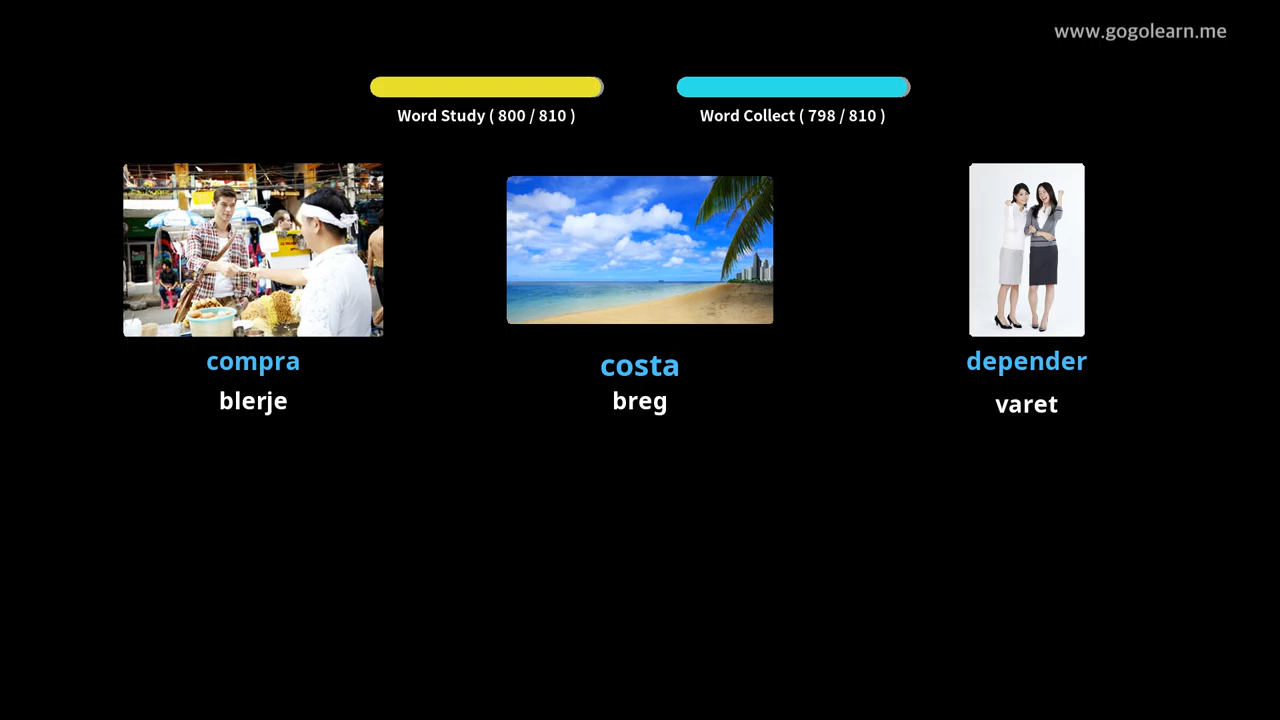 www.gogolearn.me
Word Study ( 800 / 810 )
Word Collect ( 798 / 810 )
compra
blerje
costa
breg
depender
varet